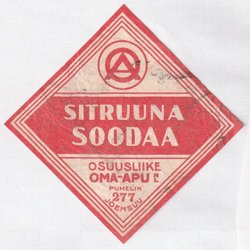 SITRUUNA
SOODAA
OSUUSLIIKE
OMA-APU R.L.
PUHELIN
277
JOENSUU